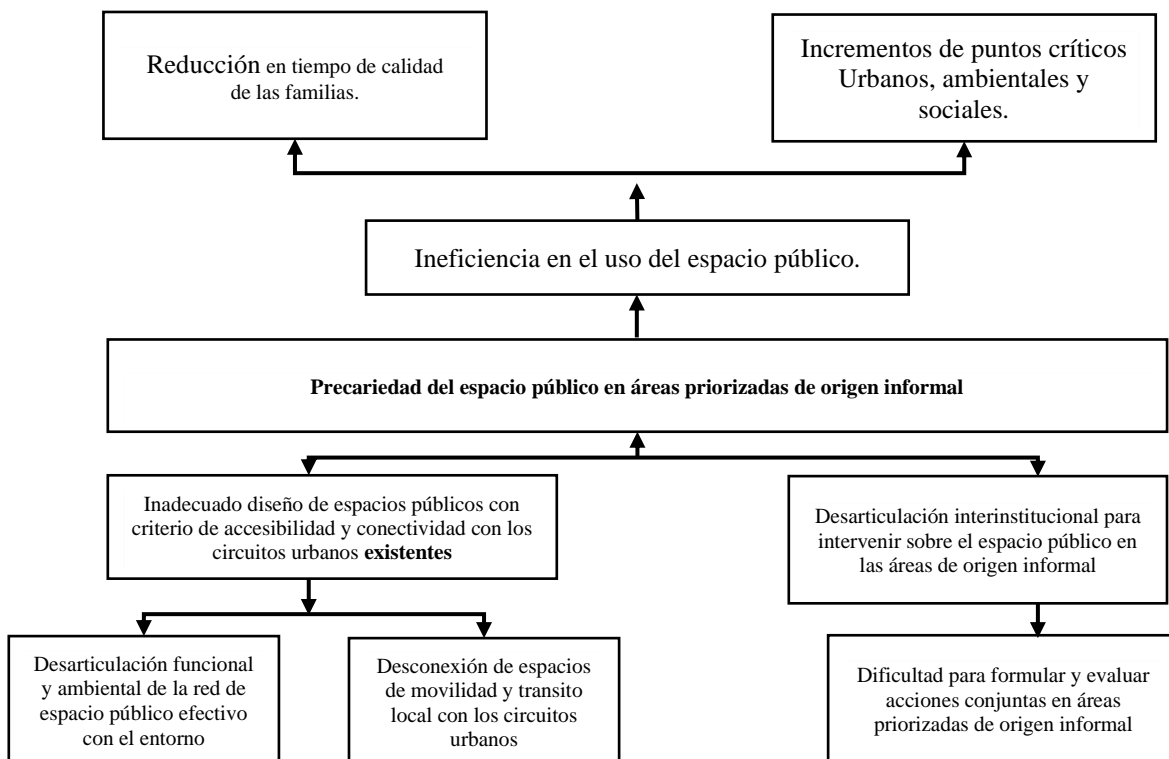 Reducción en tiempo de calidad
de las familias.
Incrementos de puntos críticos
Urbanos, ambientales y
sociales.
Ineficiencia en el uso del espacio público.
Precariedad del espacio público en áreas priorizadas de origen informal
Inadecuado diseño de espacios públicos con
criterio de accesibilidad y conectividad con los
circuitos urbanos existentes
Desarticulación interinstitucional para
intervenir sobre el espacio público en
las áreas de origen informal
Desarticulación funcional
y ambiental de la red de
espacio público efectivo
con el entorno
Desconexión de espacios
de movilidad y transito
local con los circuitos
urbanos
Dificultad para formular y evaluar
acciones conjuntas en áreas
priorizadas de origen informal